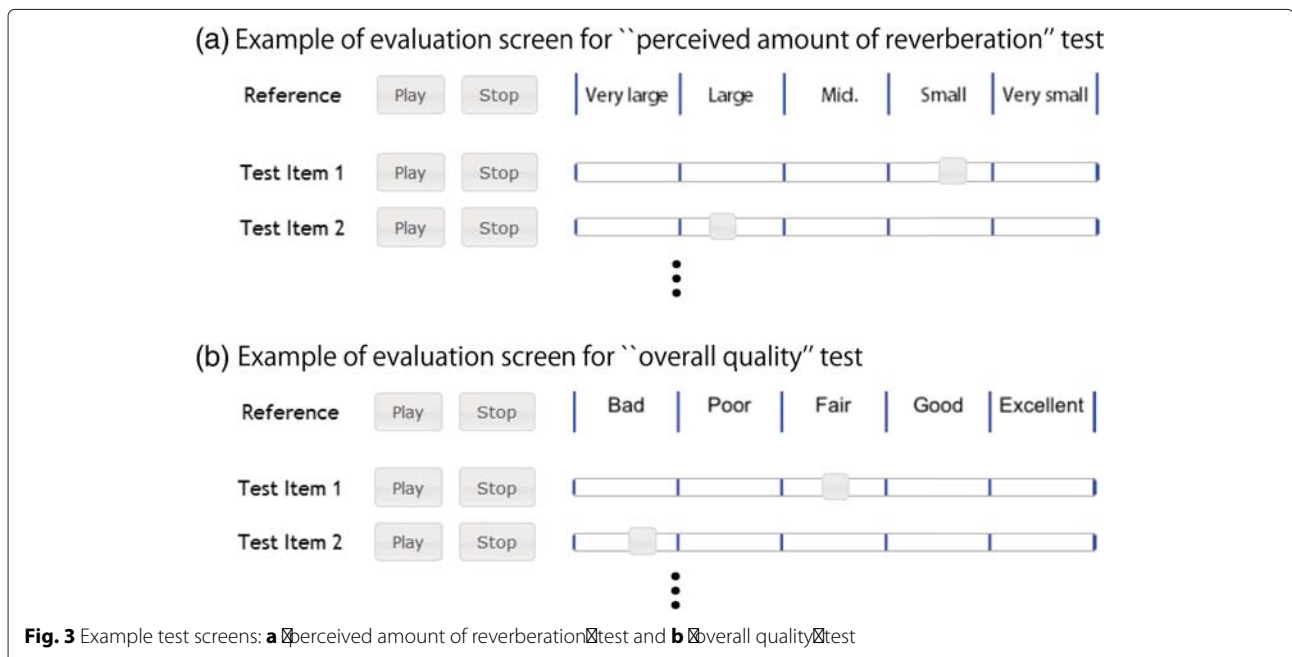 (a) Example of evaluation screen for ``perceived amount of reverberation'' test
Reference Play Stop Very large Large Mid. Small Very small
Test Item 1 Play Stop
Test Item 2 Play Stop
(b) Example of evaluation screen for ``overall quality'' test
Reference Play Stop Bad Poor Fair Good Excellent
Test Item 1 Play Stop
Test Item 2 Play Stop
Fig. 3 Example test screens: a perceived amount of reverberation test and b overall quality test